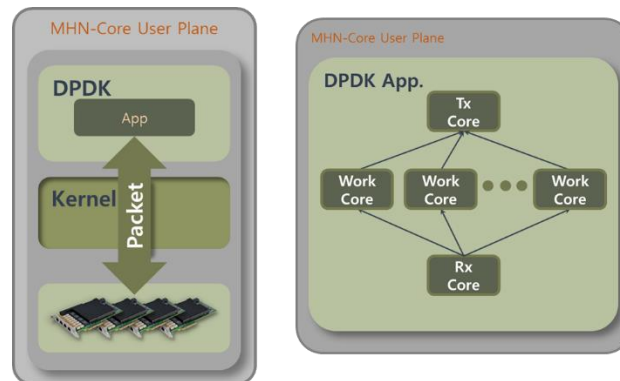 MHN-Core User Plane
DPDK
App
Kernel
Packet
MHN-Core User Plane
DPDK App.
Tx
Core
Work
Core
Work
Core
Work
Core
Rx
Core